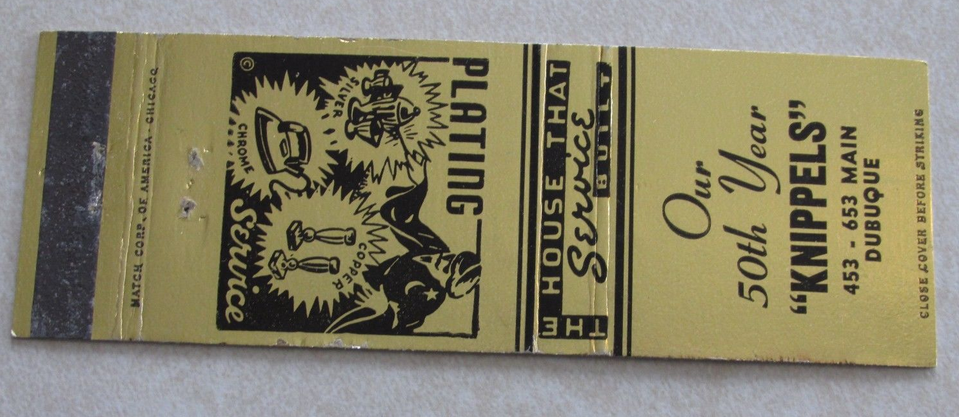 Our
50th Year
“KNIPPELS”
453 - 653 MAIN
DUBUQUE
CLOSE COVER BEFORE STRIKING
THE HOUSE THAT
Service
BUILT
PLATING
SILVER
CHROME
COPPER
Service
©
MATCH CORP. OF AMERICA - CHICAGO